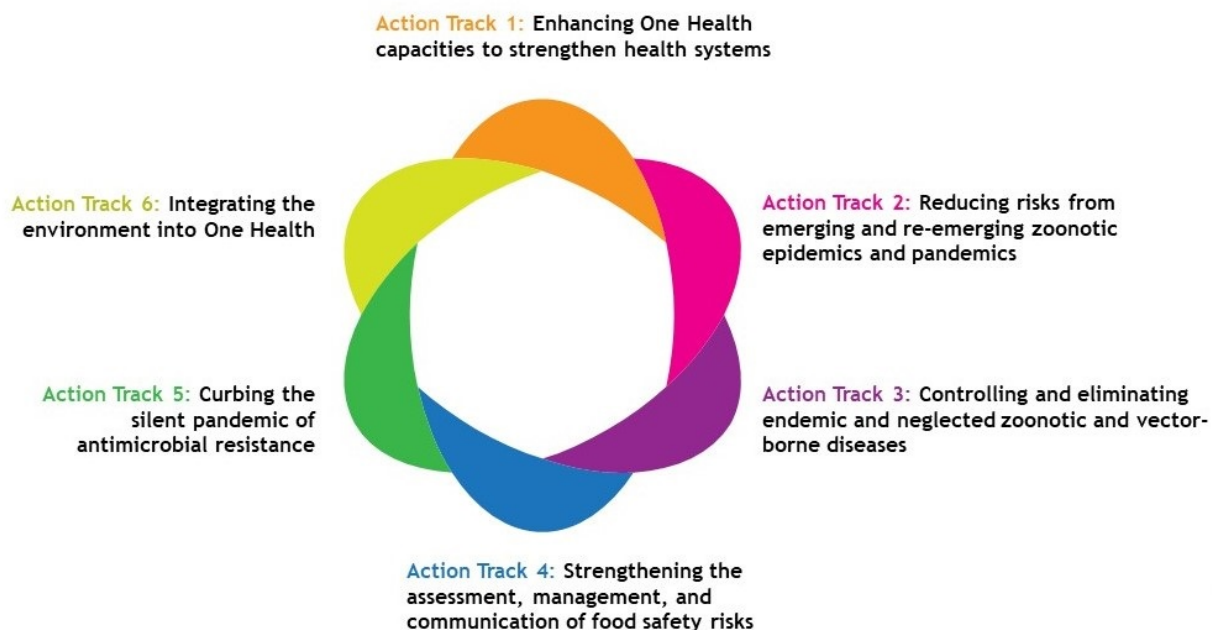 Action Track 1: Enhancing One Health
capacities to strengthen health systems
Action Track 2: Reducing risks from
emerging and re-emerging zoonotic
epidemics and pandemics
Action Track 3: Controlling and eliminating
endemic and neglected zoonotic and vector-
borne diseases
Action Track 4: Strengthening the
assessment, management, and
communication of food safety risks
Action Track 5: Curbing the
silent pandemic of
antimicrobial resistance
Action Track 6: Integrating the
environment into One Health